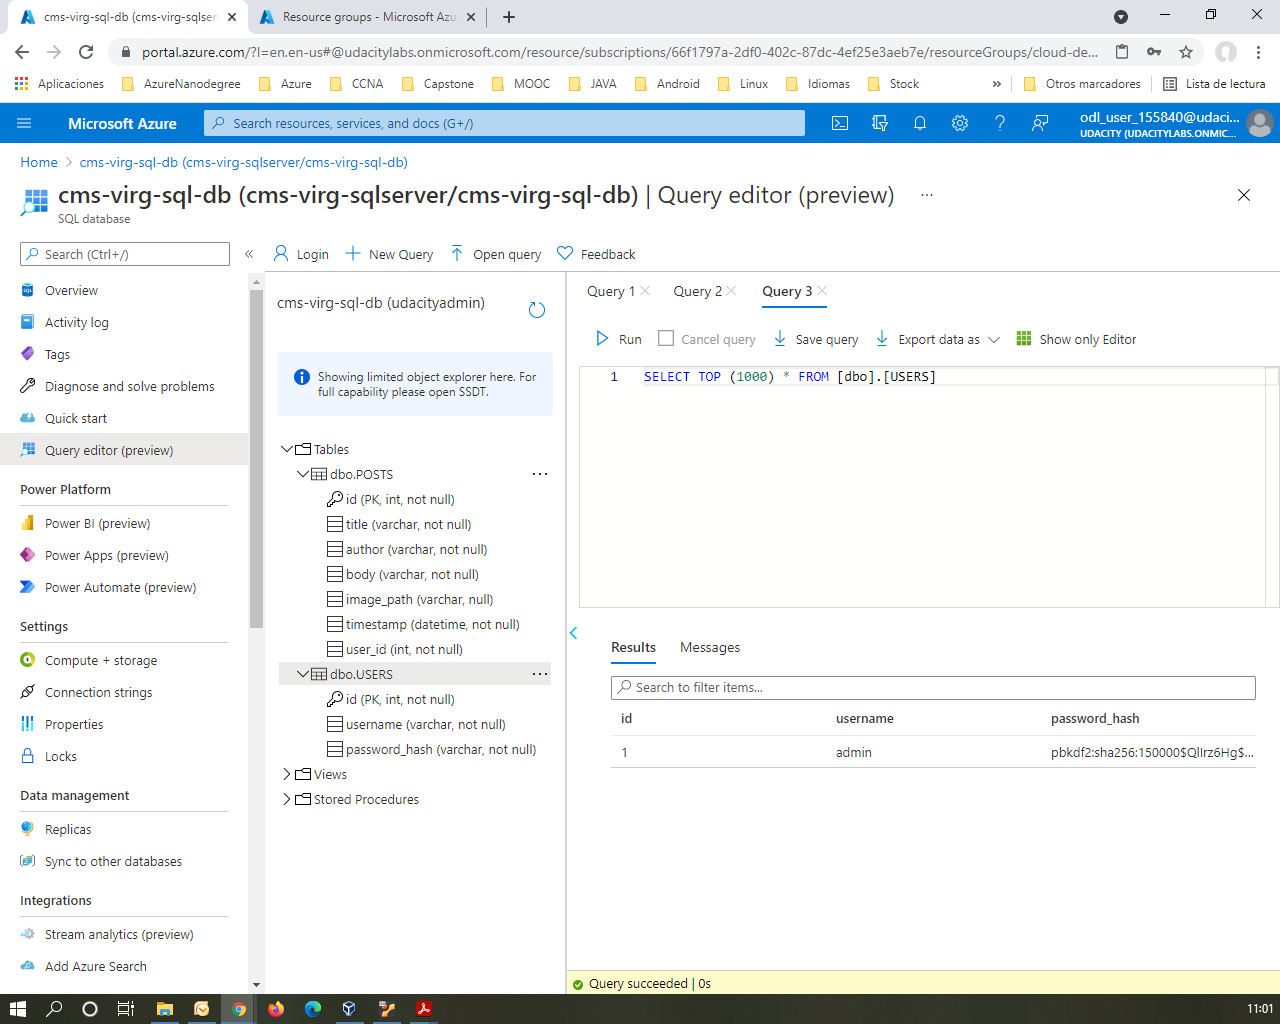 cms-virg-sql-db (cms-virg-sqlser
Resource groups - Microsoft Azu
portal.azure.com/?l=en.en-us#@udacitylabs.onmicrosoft.com/resource/subscriptions/66f1797a-2df0-402c-87dc-4ef25e3aeb7e/resourceGroups/cloud-de...
Aplicaciones AzureNanodegree Azure CCNA Capstone MOOC JAVA Android Linux Idiomas Stock » Otros marcadores Lista de lectura
Microsoft Azure
Search resources, services, and docs (G+/)
odl_user_155840@udaci...
UDACITY (UDACITYLABS.ONMIC...
Home > cms-virg-sql-db (cms-virg-sqlserver/cms-virg-sql-db)
cms-virg-sql-db (cms-virg-sqlserver/cms-virg-sql-db) | Query editor (preview) ...
SQL database
Search (Ctrl+/)
«
Overview
Activity log
Tags
Diagnose and solve problems
Quick start
Query editor (preview)
Power Platform
Power BI (preview)
Power Apps (preview)
Power Automate (preview)
Settings
Compute + storage
Connection strings
Properties
Locks
Data management
Replicas
Sync to other databases
Integrations
Stream analytics (preview)
Add Azure Search
Login New Query Open query Feedback
cms-virg-sql-db (udacityadmin)
Showing limited object explorer here. For
full capability please open SSDT.
Tables
dbo.POSTS ...
id (PK, int, not null)
title (varchar, not null)
author (varchar, not null)
body (varchar, not null)
image_path (varchar, null)
timestamp (datetime, not null)
user_id (int, not null)
dbo.USERS ...
id (PK, int, not null)
username (varchar, not null)
password_hash (varchar, not null)
Views
Stored Procedures
Query 1 Query 2 Query 3
Run Cancel query Save query Export data as Show only Editor
1 SELECT TOP (1000) * FROM [dbo].[USERS]
Results Messages
Search to filter items...
id username password_hash
1 admin pbkdf2:sha256:150000$QlIrz6Hg$...
Query succeeded | 0s
11:01